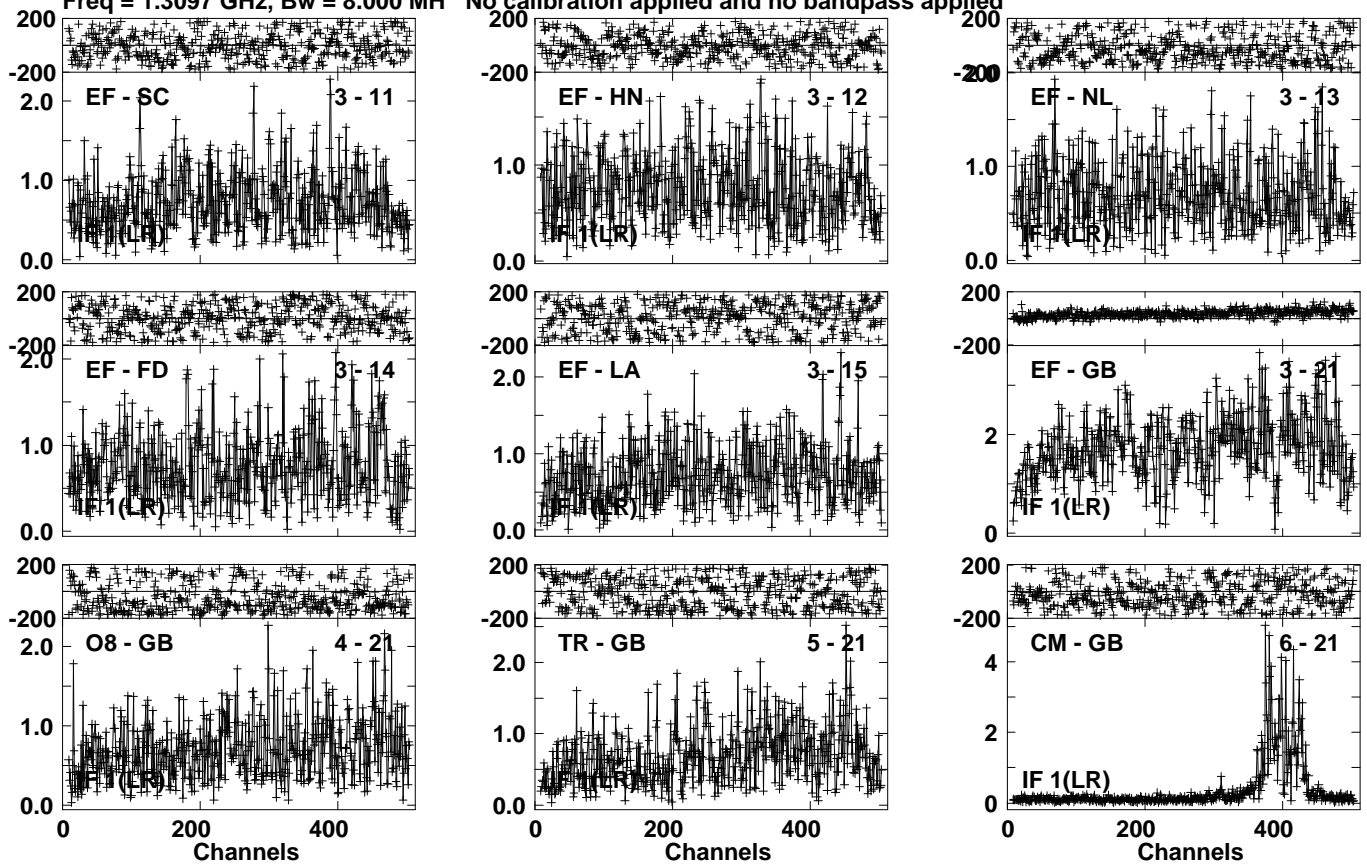 Freq = 1.3097 GHz, Bw = 8.000 MH No calibration applied and no bandpass applied
200
-200
2.0
1.0
0.0
EF - SC
3 - 11
IF 1(LR)
200
-200
1.0
0.0
EF - HN
3 - 12
IF 1(LR)
200
-200
2.0
1.0
0.0
EF - NL
3 - 13
IF 1(LR)
200
-200
2.0
1.0
0.0
EF - FD
3 - 14
IF 1(LR)
200
-200
2.0
1.0
0.0
EF - LA
3 - 15
IF 1(LR)
200
-200
2
0
EF - GB
3 - 21
IF 1(LR)
200
-200
2.0
1.0
0.0
O8 - GB
4 - 21
IF 1(LR)
0
200
400
Channels
200
-200
2.0
1.0
0.0
TR - GB
5 - 21
IF 1(LR)
0
200
400
Channels
200
-200
4
2
0
CM - GB
6 - 21
IF 1(LR)
0
200
400
Channels